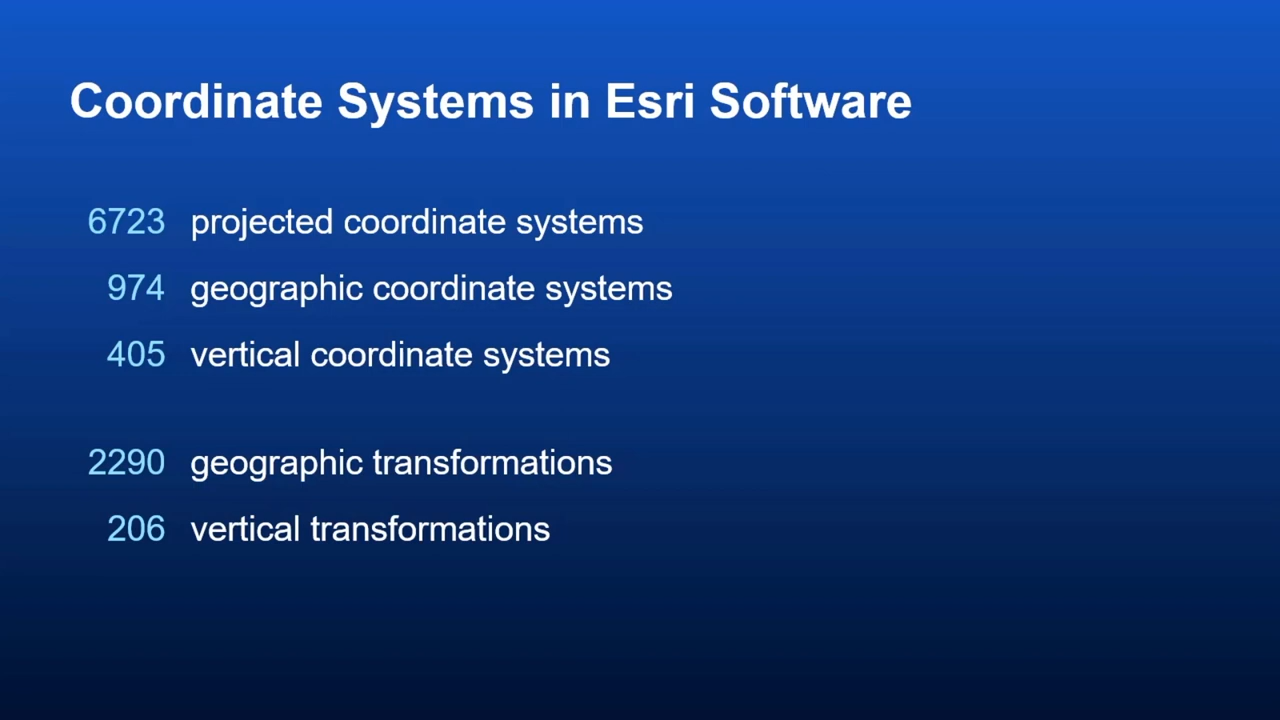 Coordinate Systems in Esri Software
6723 projected coordinate systems
974 geographic coordinate systems
405 vertical coordinate systems
2290 geographic transformations
206 vertical transformations